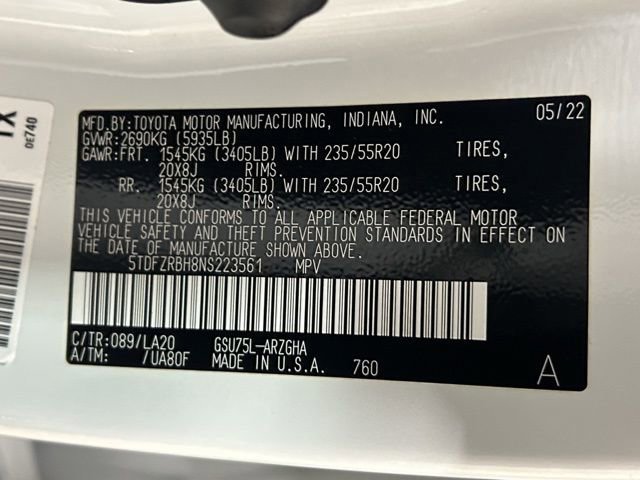 MFD.BY:TOYOTA MOTOR MANUFACTURING, INDIANA, INC. 05/22
GVWR:2690KG (5935LB)
GAWR:FRT. 1545KG (3405LB) WITH 235/55R20 TIRES,
20X8J RIMS.
RR. 1545KG (3405LB) WITH 235/55R20 TIRES,
20X8J RIMS.
THIS VEHICLE CONFORMS TO ALL APPLICABLE FEDERAL MOTOR
VEHICLE SAFETY AND THEFT PREVENTION STANDARDS IN EFFECT ON
THE DATE OF MANUFACTURE SHOWN ABOVE.
5TDFZRBH8NS223561 MPV
C/TR:089/LA20 GSU75L-ARZGHA
A/TM: /UA80F MADE IN U.S.A. 760 A
TX
DE740